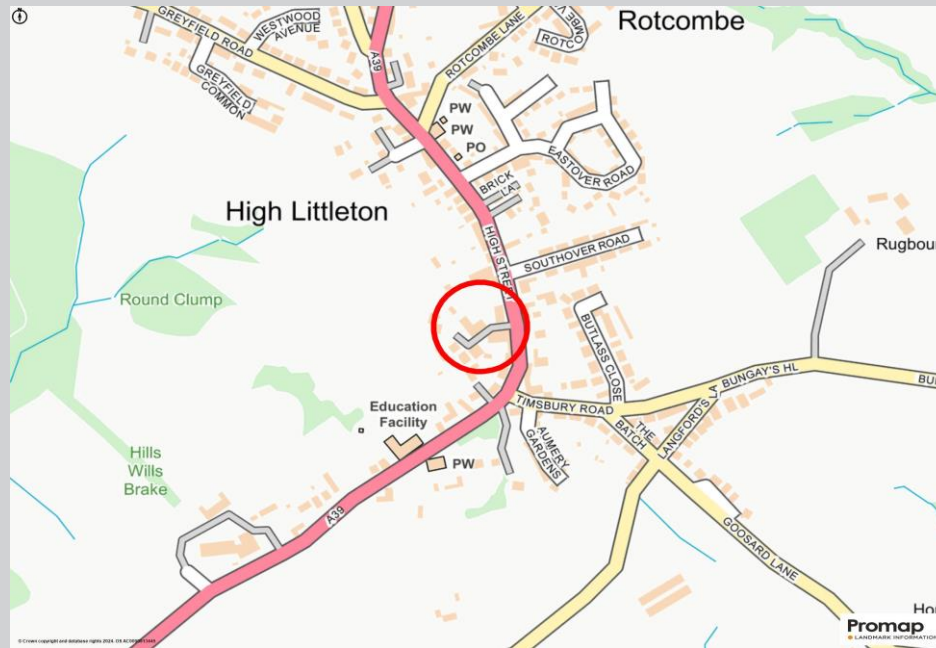 Rotcombe
GREYFIELD ROAD
WESTWOOD
AVENUE
GREYFIELD
COMMON
A39
ROTCOMBE LANE
PW
PW
PO
EASTOVER ROAD
BRICK
High Littleton
HIGH STREET
SOUTHOVER ROAD
Rugbou
Round Clump
BUTLASS CLOSE
BUNGAY'S HL
TIMSBURY ROAD
LANGFORD'S LA
THE
BATCH
AUMERY
GARDENS
Education
Facility
PW
Hills
Wills
Brake
A39
GOOSARD LANE
Promap
LANDMARK INFORMATION